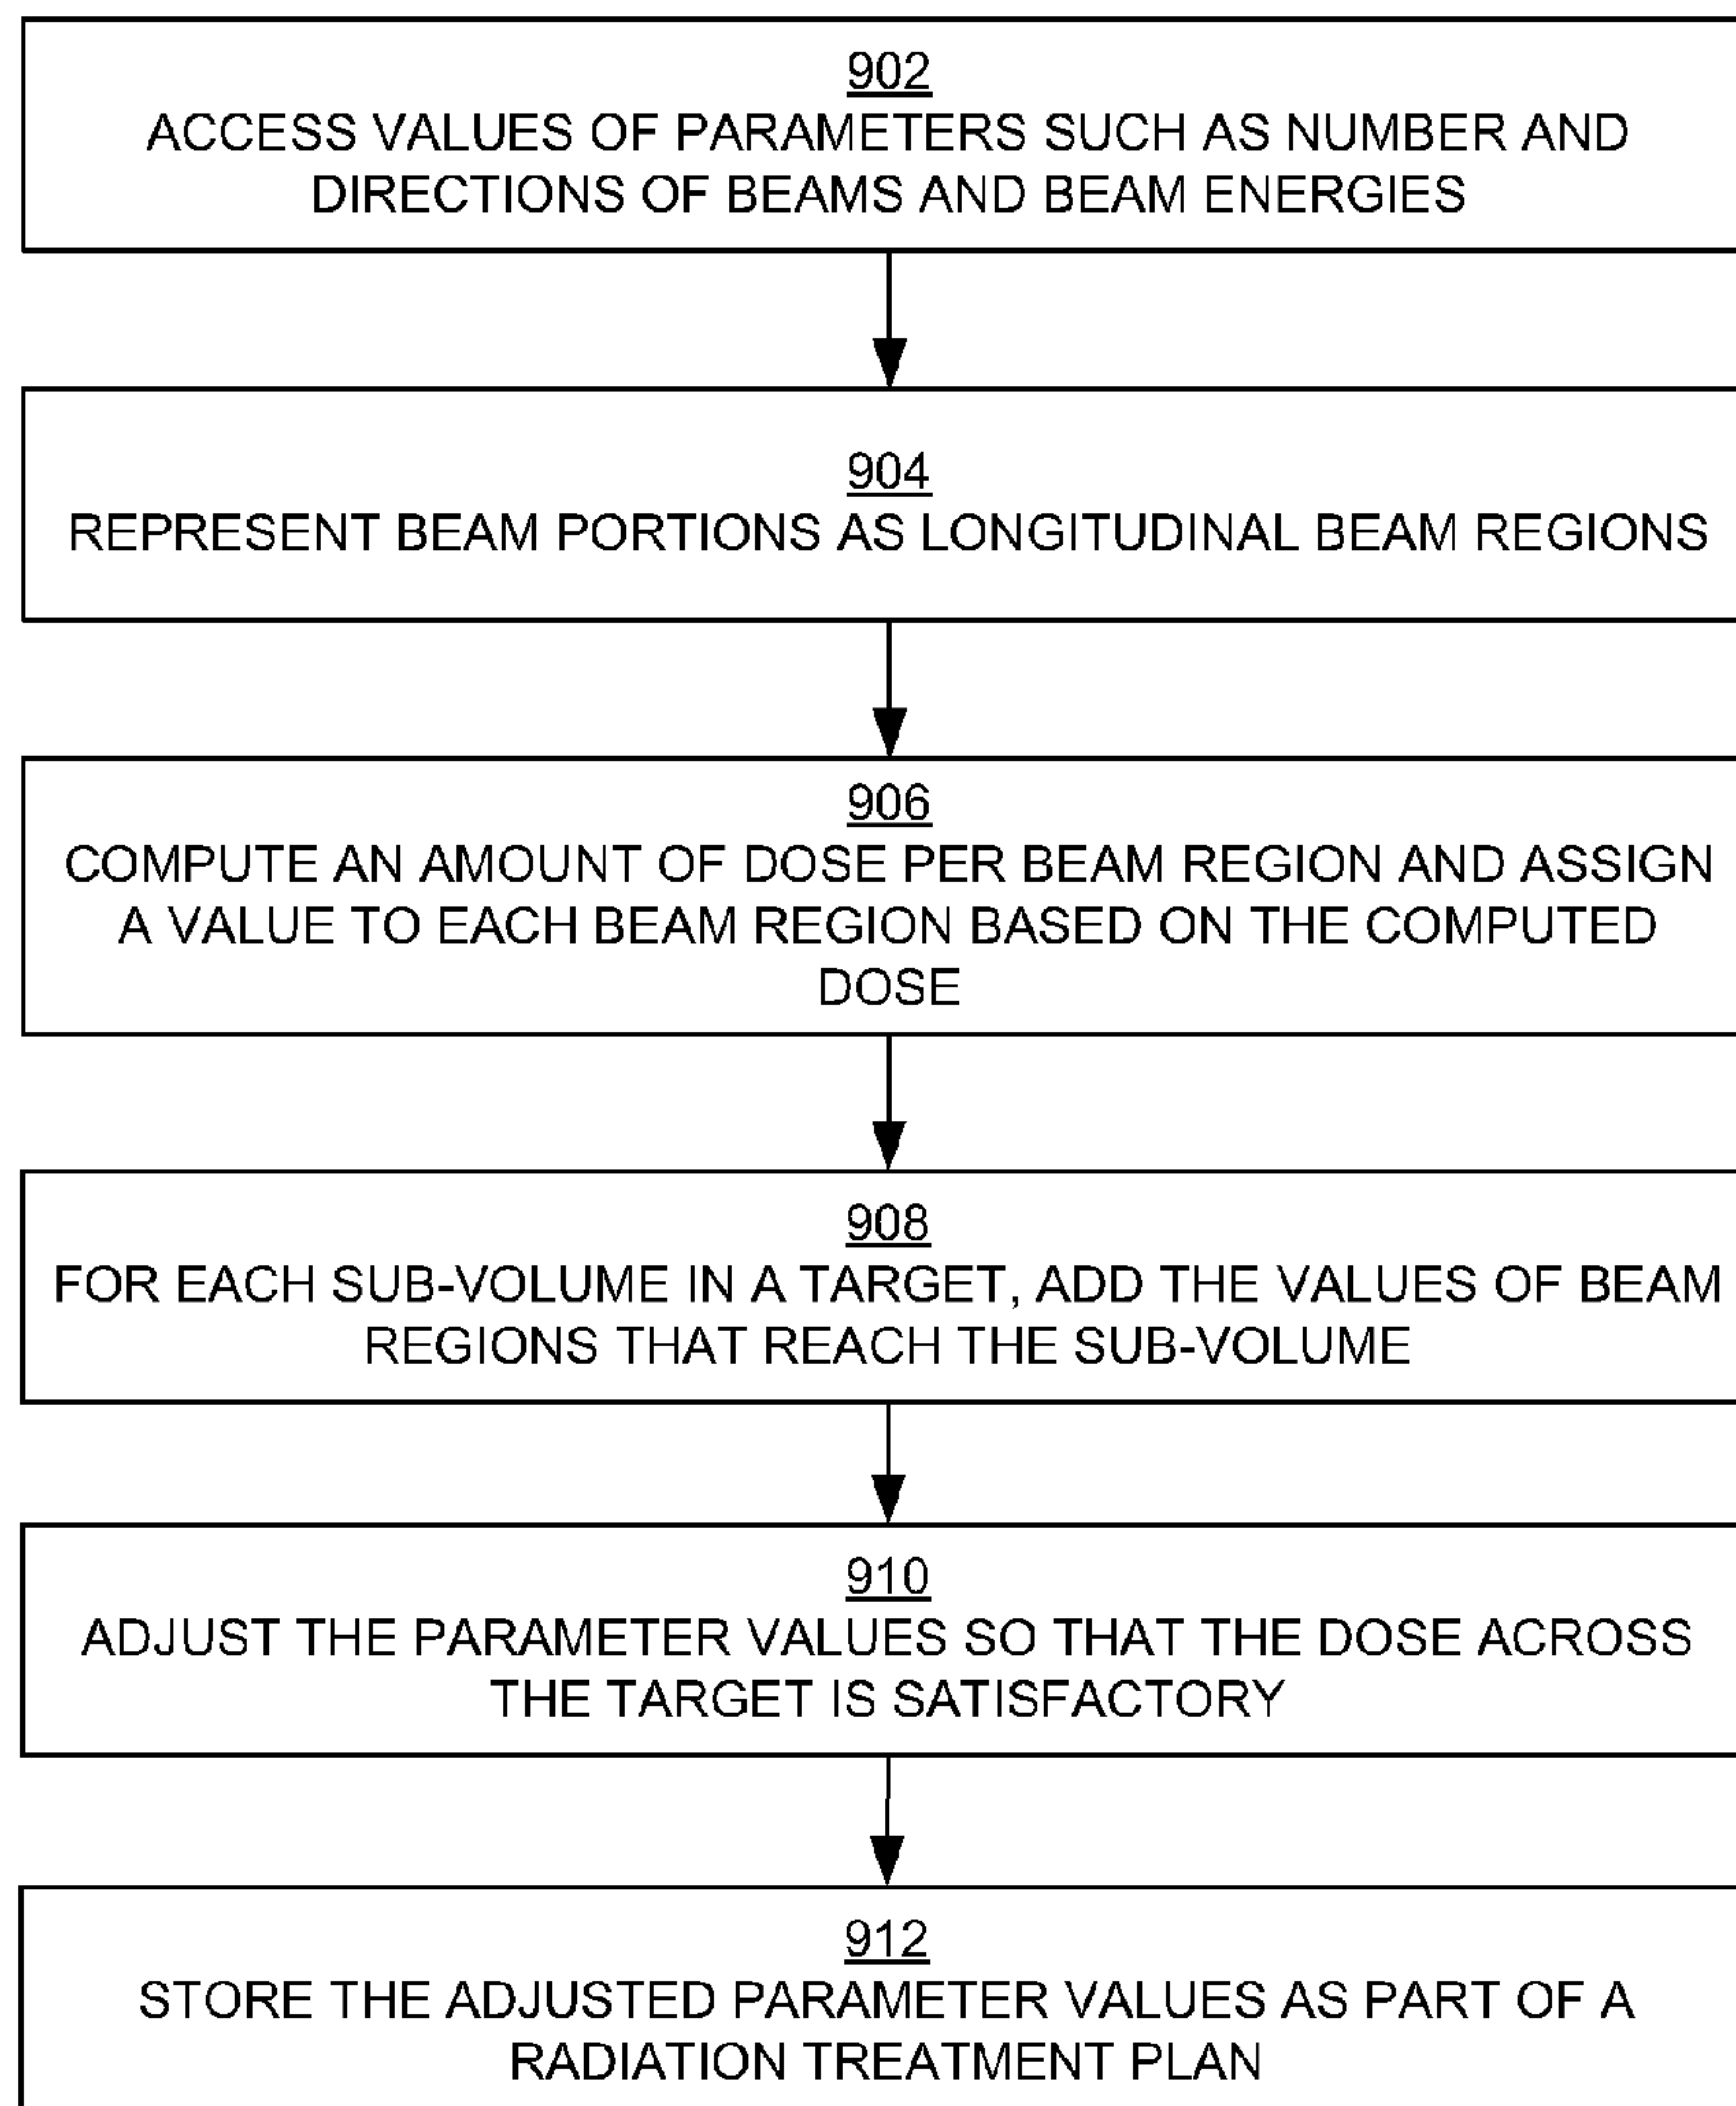 902
ACCESS VALUES OF PARAMETERS SUCH AS NUMBER AND
DIRECTIONS OF BEAMS AND BEAM ENERGIES
904
REPRESENT BEAM PORTIONS AS LONGITUDINAL BEAM REGIONS
906
COMPUTE AN AMOUNT OF DOSE PER BEAM REGION AND ASSIGN
A VALUE TO EACH BEAM REGION BASED ON THE COMPUTED
DOSE
908
FOR EACH SUB-VOLUME IN A TARGET, ADD THE VALUES OF BEAM
REGIONS THAT REACH THE SUB-VOLUME
910
ADJUST THE PARAMETER VALUES SO THAT THE DOSE ACROSS
THE TARGET IS SATISFACTORY
912
STORE THE ADJUSTED PARAMETER VALUES AS PART OF A
RADIATION TREATMENT PLAN